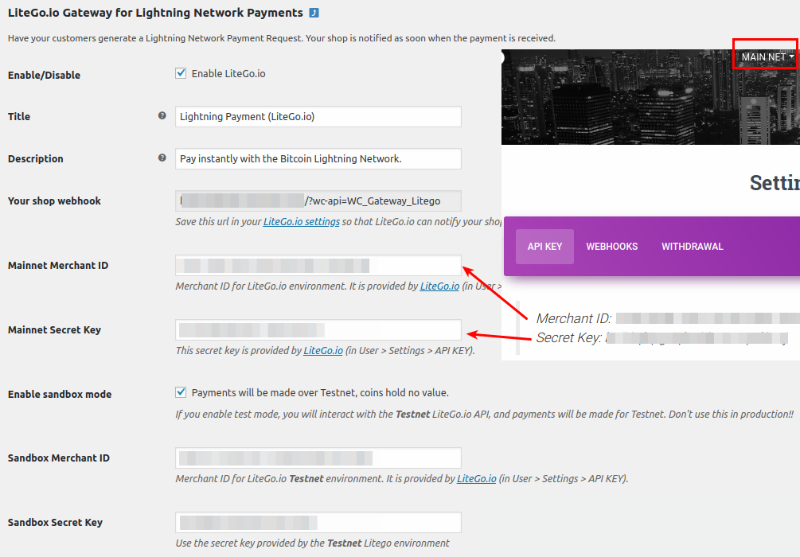 LiteGo.io Gateway for Lightning Network Payments
Have your customers generate a Lightning Network Payment Request. Your shop is notified as soon when the payment is received.
Enable/Disable
Enable LiteGo.io
Title
Lightning Payment (LiteGo.io)
Description
Pay instantly with the Bitcoin Lightning Network.
Your shop webhook
/?wc-api=WC_Gateway_Litego
Save this url in your LiteGo.io settings so that LiteGo.io can notify your shop
Mainnet Merchant ID
Merchant ID for LiteGo.io environment. It is provided by LiteGo.io (in User >
Mainnet Secret Key
This secret key is provided by LiteGo.io (in User > Settings > API KEY).
MAIN NET
Settin
API KEY WEBHOOKS WITHDRAWAL
Merchant ID:
Secret Key:
Enable sandbox mode
Payments will be made over Testnet, coins hold no value.
If you enable test mode, you will interact with the Testnet LiteGo.io API, and payments will be made for Testnet. Don't use this in production!!
Sandbox Merchant ID
Merchant ID for LiteGo.io Testnet environment. It is provided by LiteGo.io (in User > Settings > API KEY).
Sandbox Secret Key
Use the secret key provided by the Testnet Litego environment